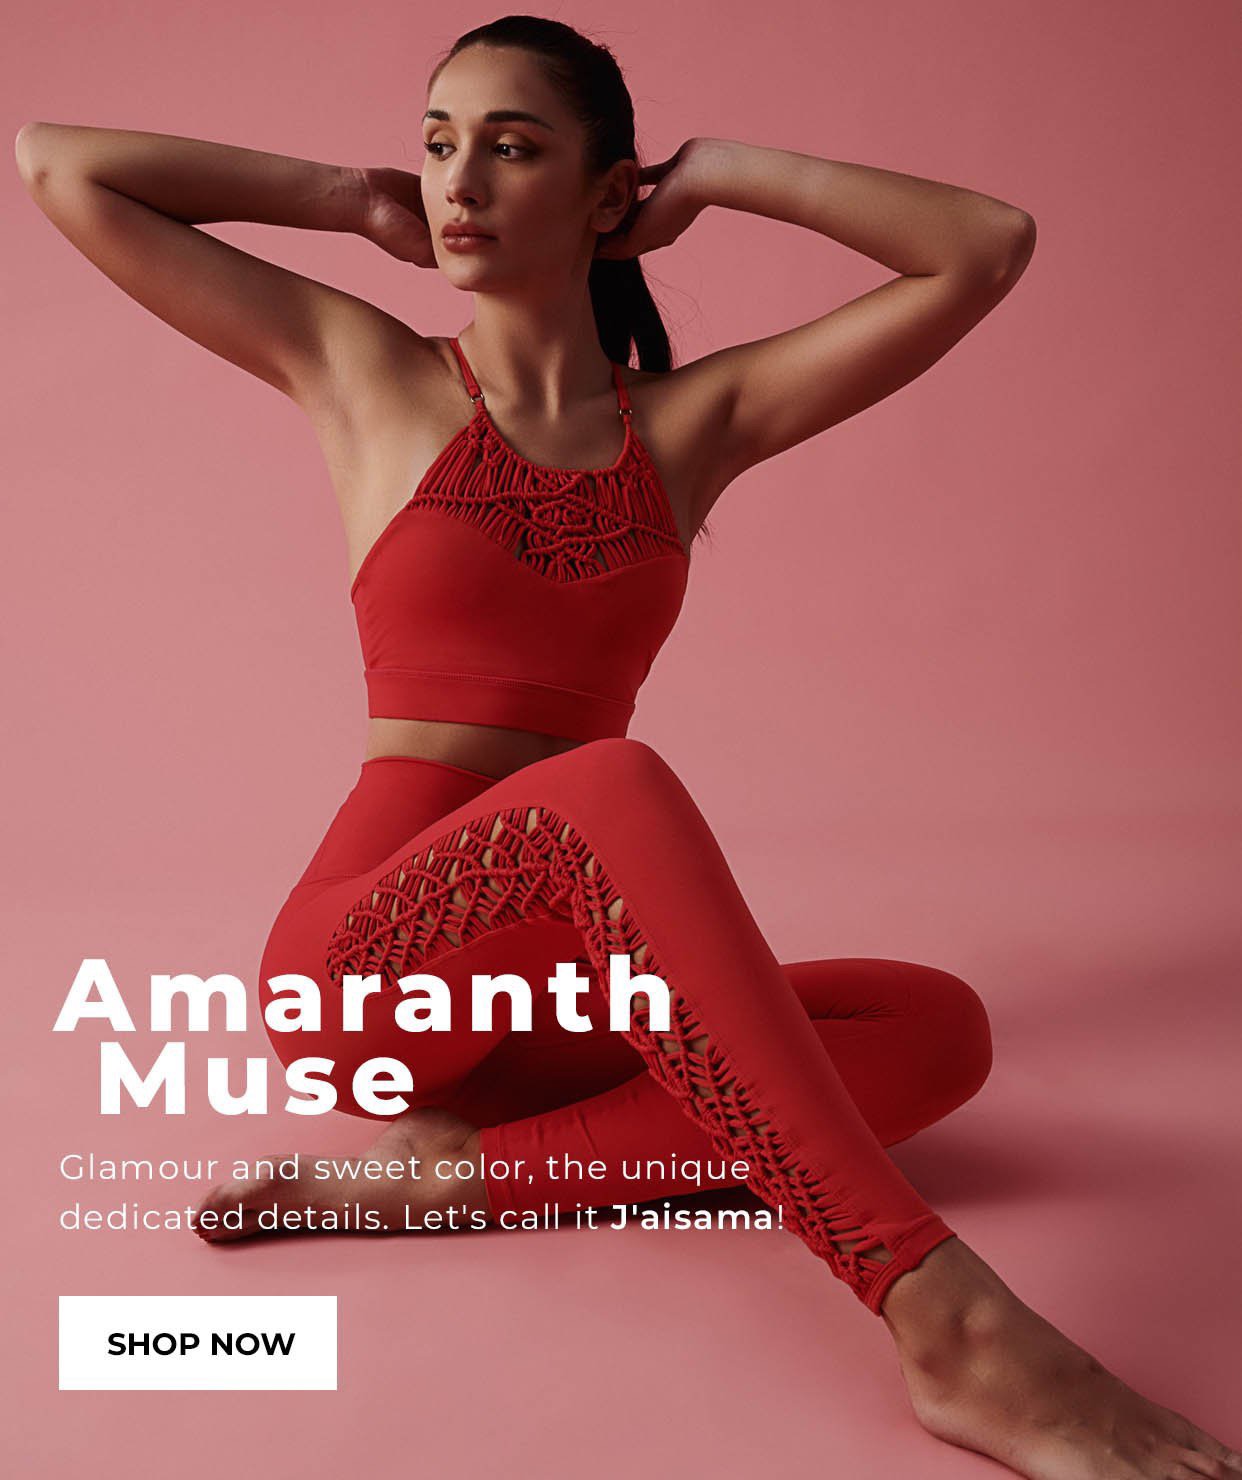 Amaranth
Muse
Glamour and sweet color, the unique
dedicated details. Let's call it J'aisama!
SHOP NOW